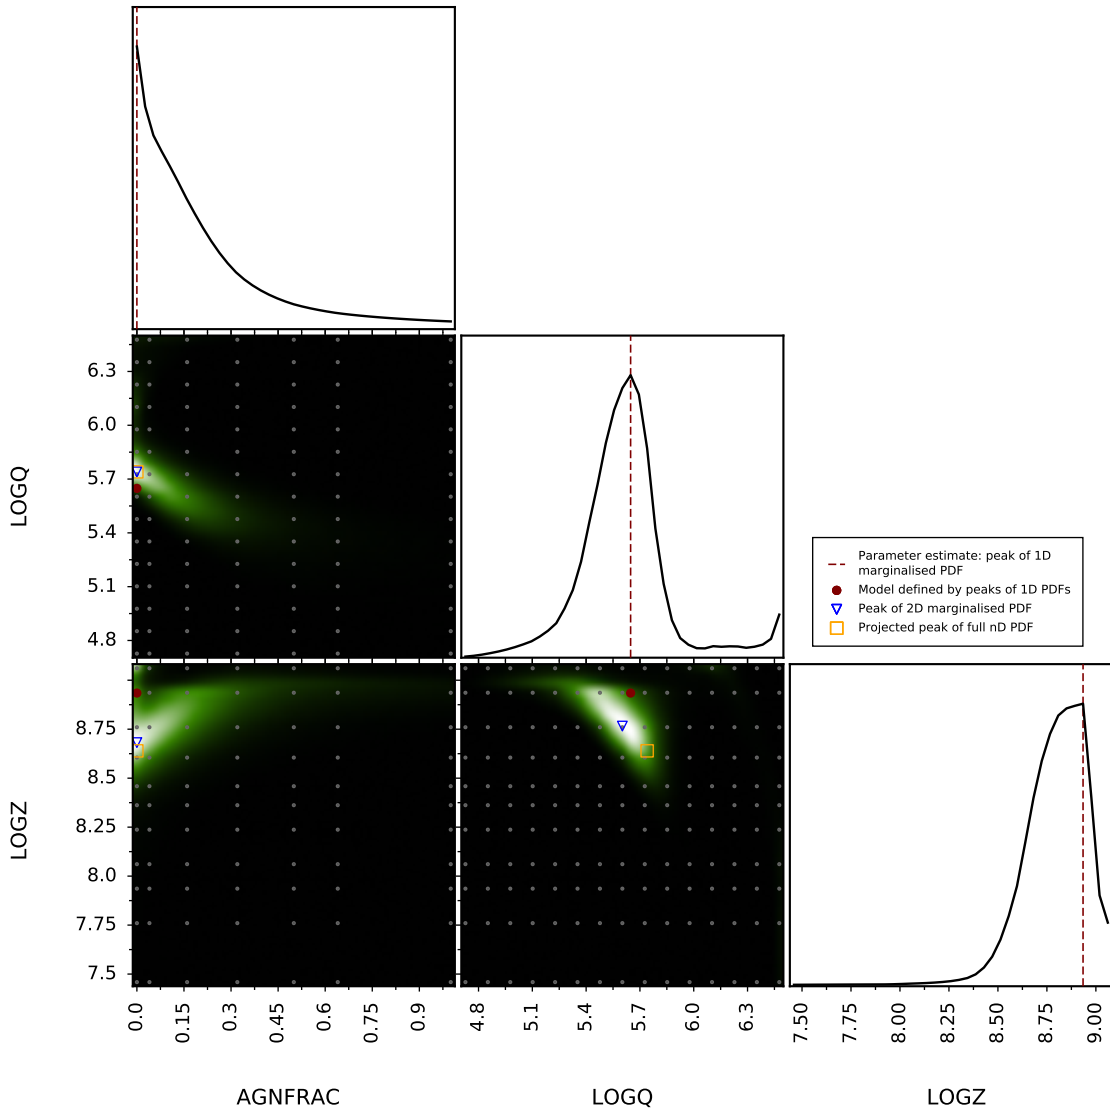 LOGQ
6.3
6.0
5.7
5.4
5.1
4.8
Parameter estimate: peak of 1D
marginalised PDF
Model defined by peaks of 1D PDFs
Peak of 2D marginalised PDF
Projected peak of full nD PDF
LOGZ
8.75
8.5
8.25
8.0
7.75
7.5
0.0 0.15 0.3 0.45 0.6 0.75 0.9
4.8 5.1 5.4 5.7 6.0 6.3
7.50 7.75 8.00 8.25 8.50 8.75 9.00
AGNFRAC
LOGQ
LOGZ